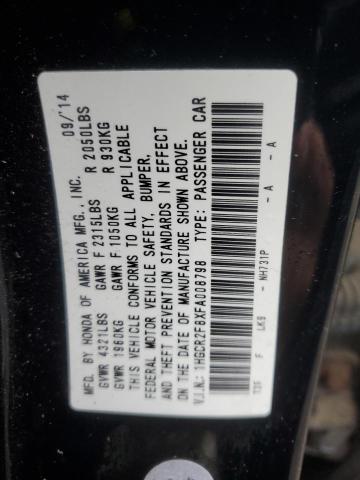 MFD. BY HONDA OF AMERICA MFG., INC. 09/'14
GVWR 4321LBS GAWR F 2315LBS R 2050LBS
GVWR 1960KG GAWR F 1050KG R 930KG
THIS VEHICLE CONFORMS TO ALL APPLICABLE
FEDERAL MOTOR VEHICLE SAFETY, BUMPER,
AND THEFT PREVENTION STANDARDS IN EFFECT
ON THE DATE OF MANUFACTURE SHOWN ABOVE.
V.I.N.: 1HGCR2F8XFA008798 TYPE: PASSENGER CAR
F LK9 - NH731P - A - A